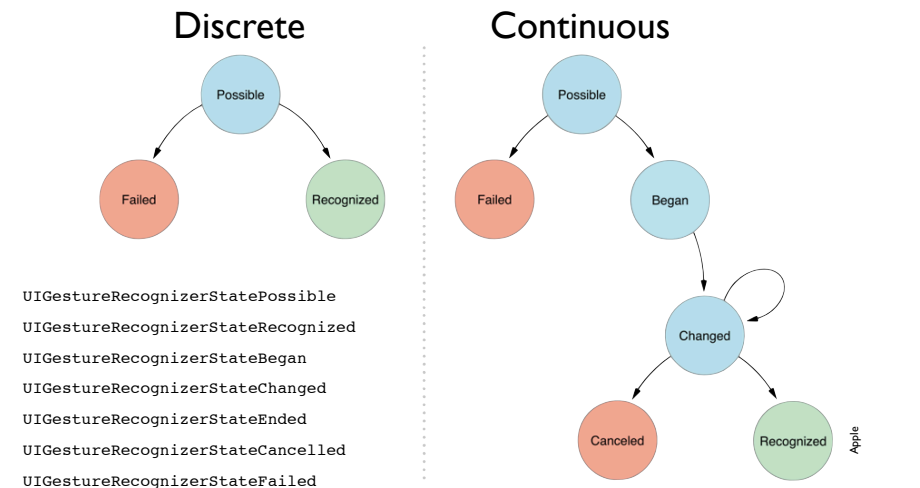 Discrete
Possible
Failed
Recognized
UIGestureRecognizerStatePossible
UIGestureRecognizerStateRecognized
UIGestureRecognizerStateBegan
UIGestureRecognizerStateChanged
UIGestureRecognizerStateEnded
UIGestureRecognizerStateCancelled
UIGestureRecognizerStateFailed
Continuous
Possible
Failed
Began
Changed
Canceled
Recognized
Apple